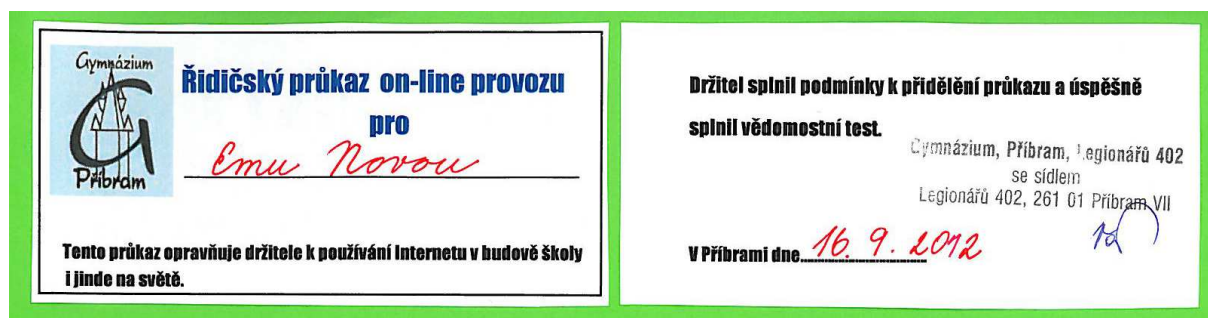 Gymnázium
Příbram
Řidičský průkaz on-line provozu
pro
Emu Novou
Tento průkaz opravňuje držitele k používání Internetu v budově školy
i jinde na světě.
Držitel splnil podmínky k přidělění průkazu a úspěšně
splnil vědomostní test.
Gymnázium, Příbram, Legionářů 402
se sídlem
Legionářů 402, 261 01 Příbram VII
V Příbrami dne 16. 9. 2012